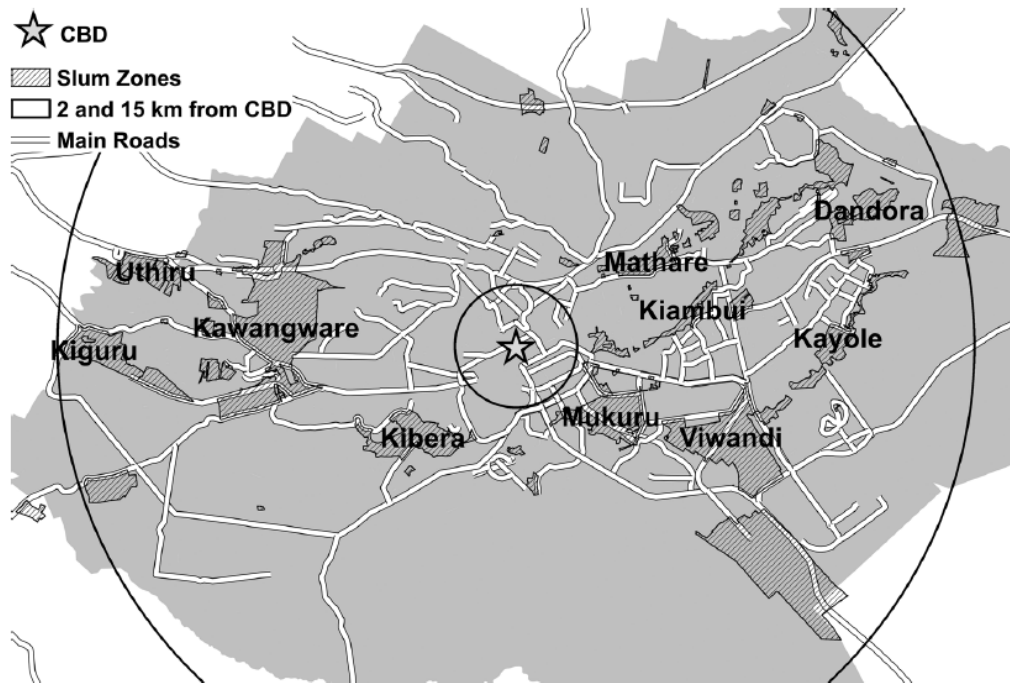 CBD
Slum Zones
2 and 15 km from CBD
Main Roads
Dandora
Mathare
Uthiru
Kiambui
Kawangware
Kayole
Kiguru
Mukuru
Kibera
Viwandi